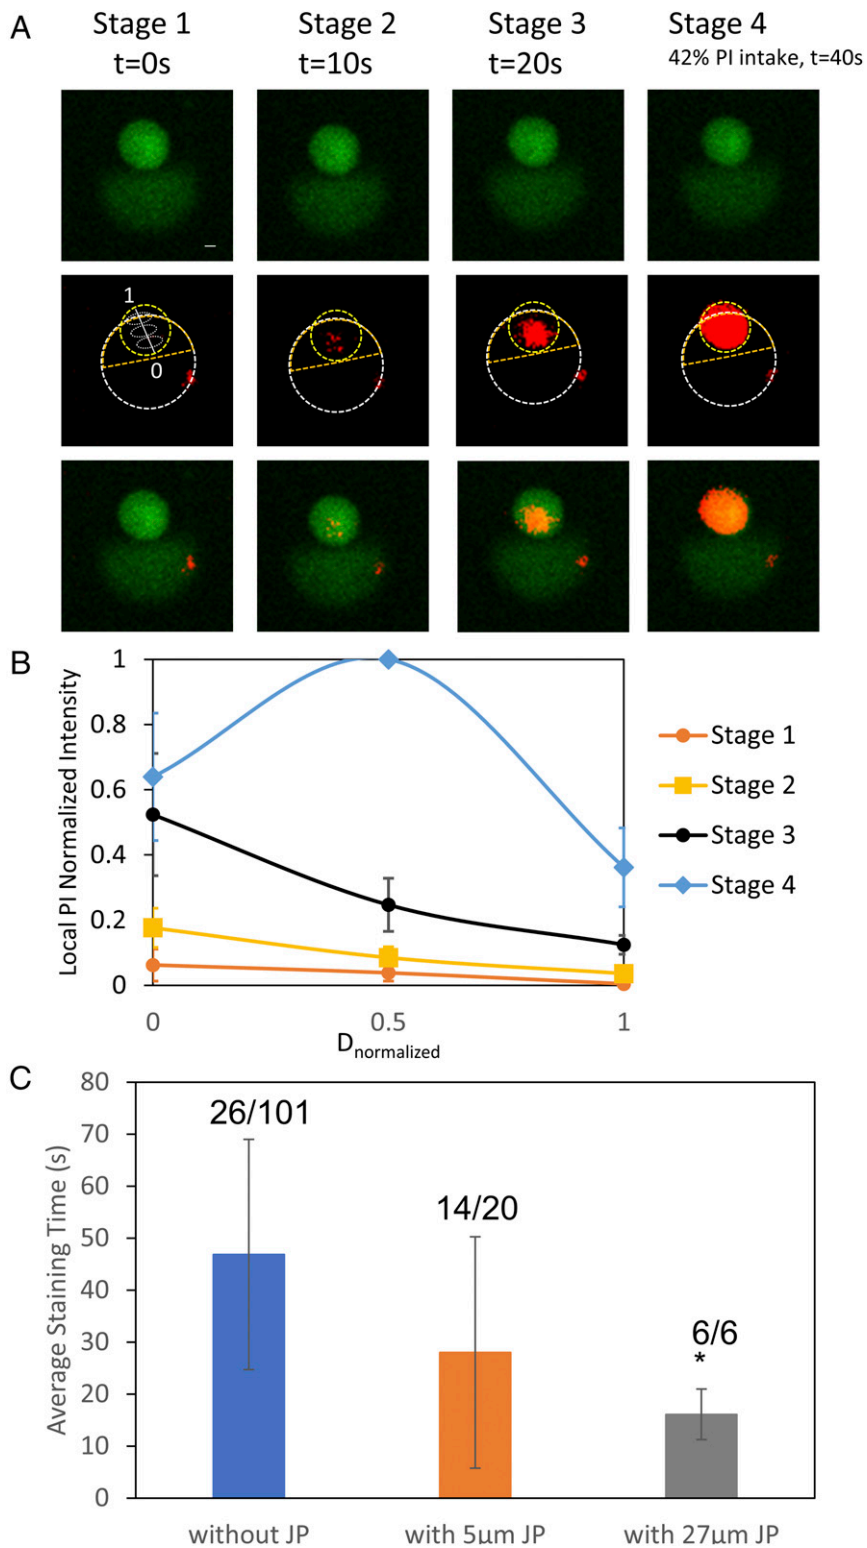 A
Stage 1
t=0s
Stage 2
t=10s
Stage 3
t=20s
Stage 4
42% PI intake, t=40s
1
0
B
Local PI Normalized Intensity
1
0.8
0.6
0.4
0.2
0
0
0.5
1
Dnormalized
Stage 1
Stage 2
Stage 3
Stage 4
C
Average Staining Time (s)
80
70
60
50
40
30
20
10
0
26/101
14/20
6/6
*
without JP
with 5μm JP
with 27μm JP